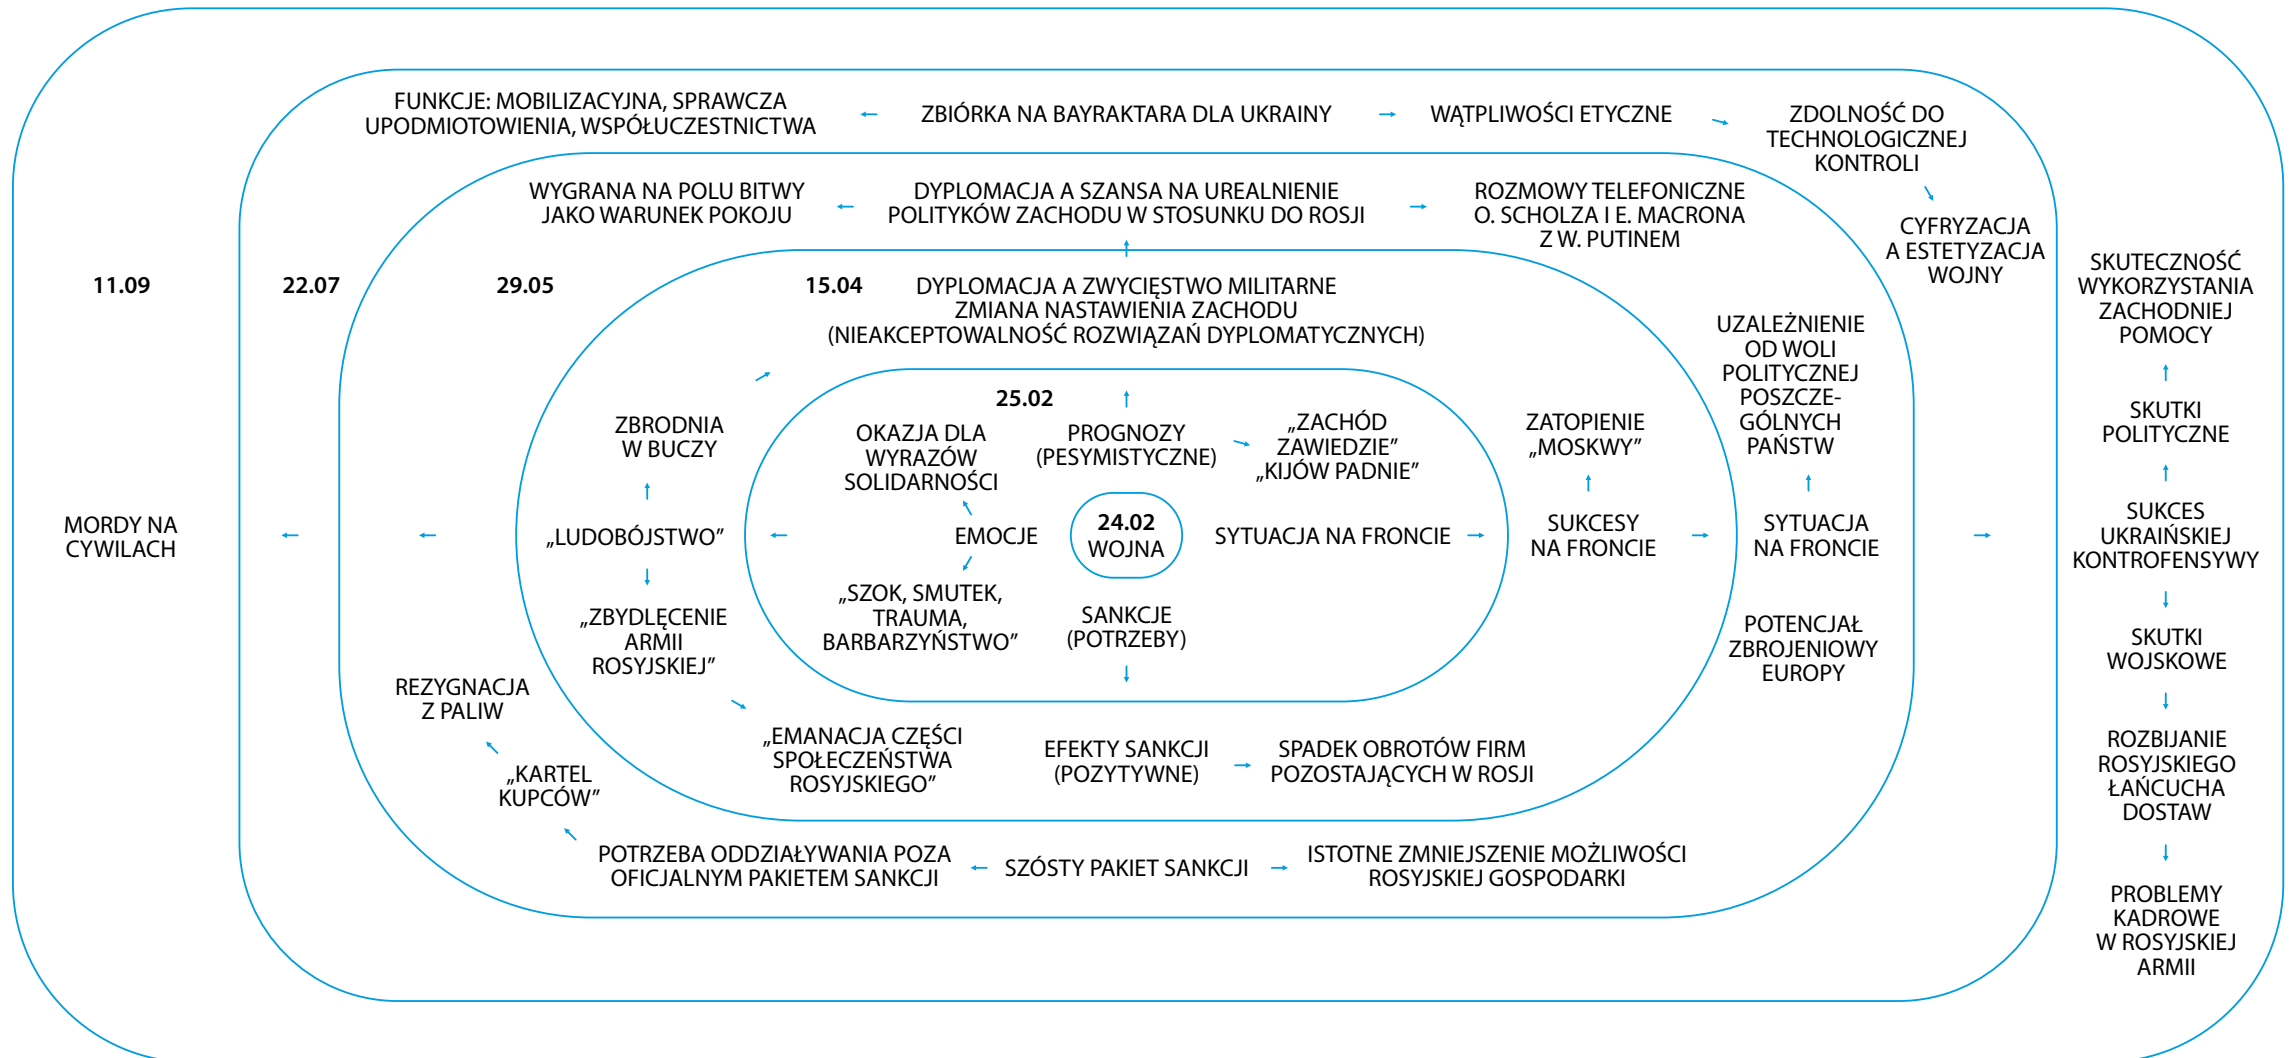 FUNKCJE: MOBILIZACYJNA, SPRAWCZA
UPODMIOTOWIENIA, WSPÓŁUCZESTNICTWA
ZBIÓRKA NA BAYRAKTARA DLA UKRAINY
WĄTPLIWOŚCI ETYCZNE
ZDOLNOŚĆ DO
TECHNOLOGICZNEJ
KONTROLI
CYFRYZACJA
A ESTETYZACJA
WOJNY
WYGRANA NA POLU BITWY
JAKO WARUNEK POKOJU
DYPLOMACJA A SZANSA NA UREALNIENIE
POLITYKÓW ZACHODU W STOSUNKU DO ROSJI
ROZMOWY TELEFONICZNE
O. SCHOLZA I E. MACRONA
Z W. PUTINEM
11.09
22.07
29.05
15.04
DYPLOMACJA A ZWYCIĘSTWO MILITARNE
ZMIANA NASTAWIENIA ZACHODU
(NIEAKCEPTOWALNOŚĆ ROZWIĄZAŃ DYPLOMATYCZNYCH)
UZALEŻNIENIE
OD WOLI
POLITYCZNEJ
POSZCZE-
GÓLNYCH
PAŃSTW
SKUTECZNOŚĆ
WYKORZYSTANIA
ZACHODNIEJ
POMOCY
SKUTKI
POLITYCZNE
25.02
ZBRODNIA
W BUCZY
OKAZJA DLA
WYRAZÓW
SOLIDARNOŚCI
PROGNOZY
(PESYMISTYCZNE)
„ZACHÓD
ZAWIEDZIE”
„KIJÓW PADNIE”
ZATOPIENIE
„MOSKWY”
MORDY NA
CYWILACH
„LUDOBÓJSTWO”
EMOCJE
24.02
WOJNA
SYTUACJA NA FRONCIE
SUKCESY
NA FRONCIE
SYTUACJA
NA FRONCIE
SUKCES
UKRAIŃSKIEJ
KONTROFENSYWY
„ZBYDLĘCENIE
ARMII
ROSYJSKIEJ”
„SZOK, SMUTEK,
TRAUMA,
BARBARZYŃSTWO”
SANKCJE
(POTRZEBY)
POTENCJAŁ
ZBROJENIOWY
EUROPY
SKUTKI
WOJSKOWE
REZYGNACJA
Z PALIW
„KARTEL
KUPCÓW”
„EMANACJA CZĘŚCI
SPOŁECZEŃSTWA
ROSYJSKIEGO”
EFEKTY SANKCJI
(POZYTYWNE)
SPADEK OBROTÓW FIRM
POZOSTAJĄCYCH W ROSJI
ROZBIJANIE
ROSYJSKIEGO
ŁAŃCUCHA
DOSTAW
POTRZEBA ODDZIAŁYWANIA POZA
OFICJALNYM PAKIETEM SANKCJI
SZÓSTY PAKIET SANKCJI
ISTOTNE ZMNIEJSZENIE MOŻLIWOŚCI
ROSYJSKIEJ GOSPODARKI
PROBLEMY
KADROWE
W ROSYJSKIEJ
ARMII